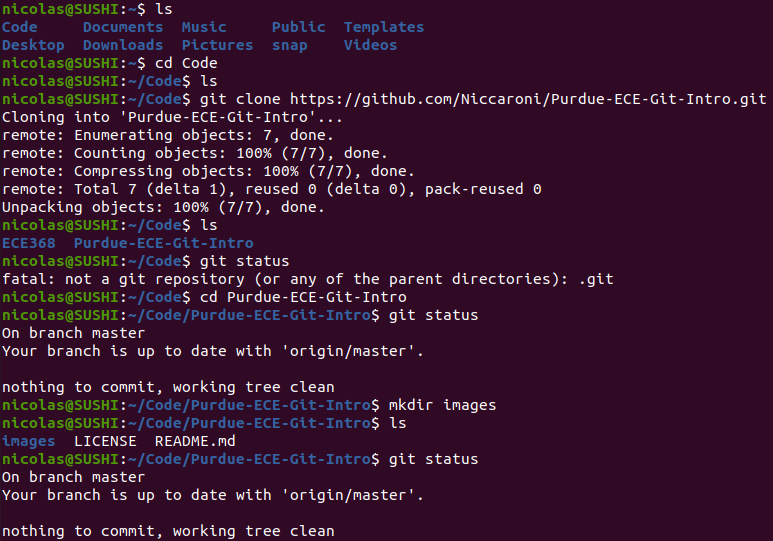 nicolas@SUSHI:~$ ls
Code     Documents  Music     Public  Templates
Desktop  Downloads  Pictures  snap    Videos
nicolas@SUSHI:~$ cd Code
nicolas@SUSHI:~/Code$ ls
nicolas@SUSHI:~/Code$ git clone https://github.com/Niccaroni/Purdue-ECE-Git-Intro.git
Cloning into 'Purdue-ECE-Git-Intro'...
remote: Enumerating objects: 7, done.
remote: Counting objects: 100% (7/7), done.
remote: Compressing objects: 100% (7/7), done.
remote: Total 7 (delta 1), reused 0 (delta 0), pack-reused 0
Unpacking objects: 100% (7/7), done.
nicolas@SUSHI:~/Code$ ls
ECE368  Purdue-ECE-Git-Intro
nicolas@SUSHI:~/Code$ git status
fatal: not a git repository (or any of the parent directories): .git
nicolas@SUSHI:~/Code$ cd Purdue-ECE-Git-Intro
nicolas@SUSHI:~/Code/Purdue-ECE-Git-Intro$ git status
On branch master
Your branch is up to date with 'origin/master'.

nothing to commit, working tree clean
nicolas@SUSHI:~/Code/Purdue-ECE-Git-Intro$ mkdir images
nicolas@SUSHI:~/Code/Purdue-ECE-Git-Intro$ ls
images  LICENSE  README.md
nicolas@SUSHI:~/Code/Purdue-ECE-Git-Intro$ git status
On branch master
Your branch is up to date with 'origin/master'.

nothing to commit, working tree clean